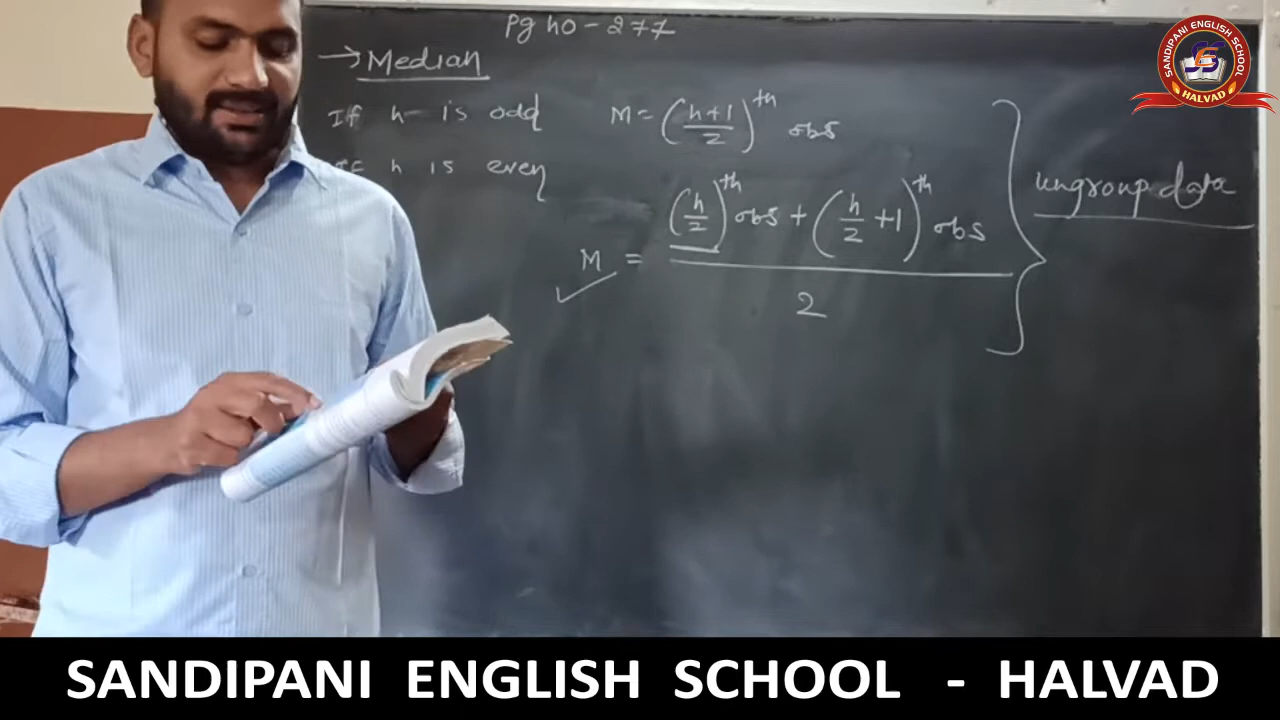 Pg no - 277
→ Median
If n is odd M = (n+1/2)^th obs
If n is even
M = (n/2)^th obs + (n/2 + 1)^th obs / 2
ungroup data
SANDIPANI ENGLISH SCHOOL
SES
HALVAD
SANDIPANI ENGLISH SCHOOL - HALVAD